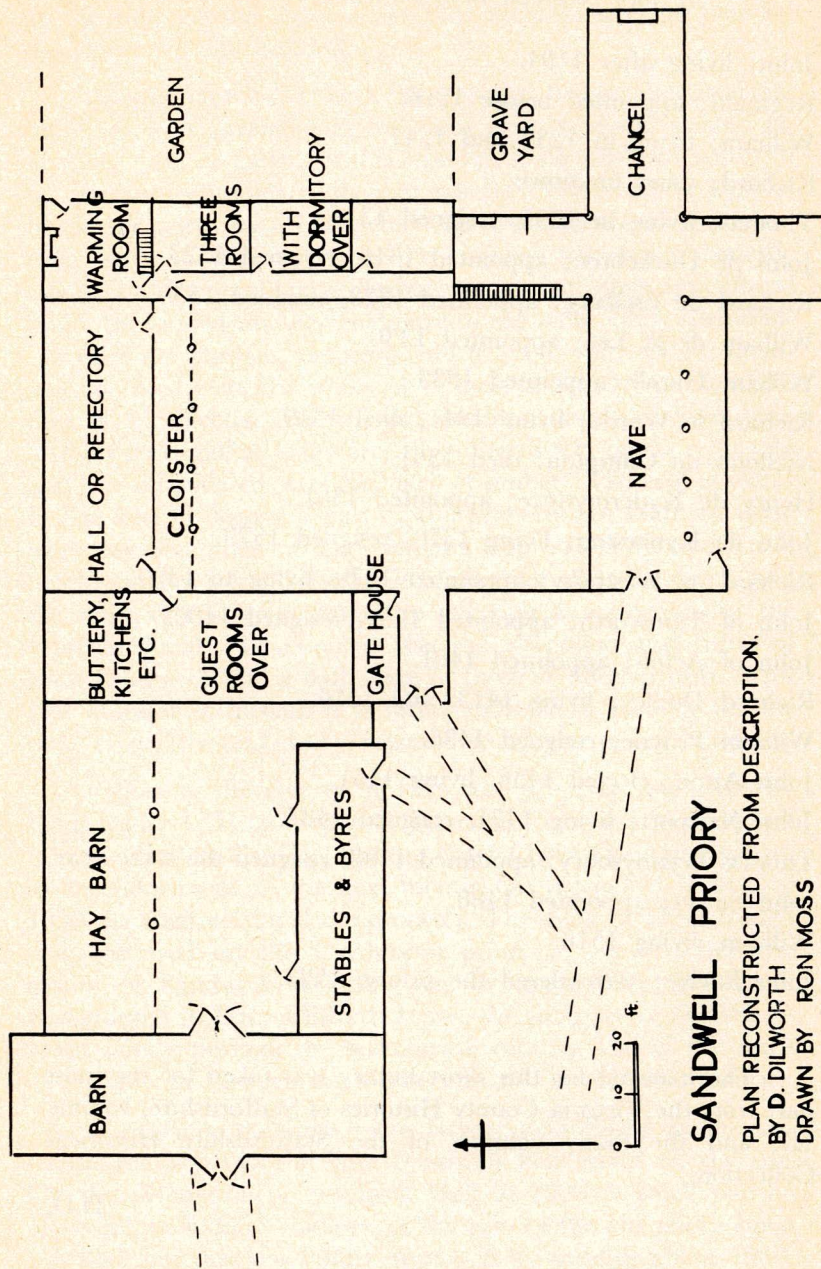 BARN
HAY BARN
STABLES & BYRES
BUTTERY, HALL OR REFECTORY
KITCHENS
ETC.
GUEST
ROOMS
OVER
GATE HOUSE
CLOISTER
WARMING
ROOM
THREE
ROOMS
WITH
DORMITORY
OVER
GARDEN
GRAVE
YARD
NAVE
CHANCEL
0 10 20
ft.
SANDWELL PRIORY
PLAN RECONSTRUCTED FROM DESCRIPTION,
BY D. DILWORTH
DRAWN BY RON MOSS